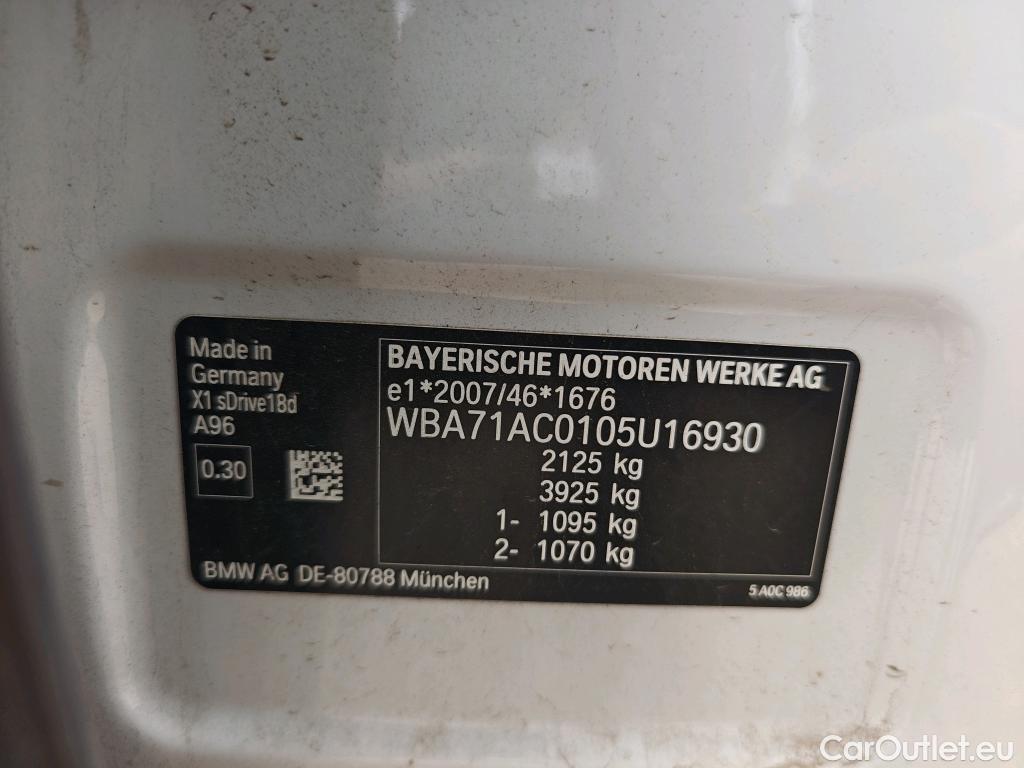 Made in
Germany
X1 sDrive18d
A96
0.30
BAYERISCHE MOTOREN WERKE AG
e1*2007/46*1676
WBA71AC0105U16930
2125 kg
3925 kg
1- 1095 kg
2- 1070 kg
BMW AG DE-80788 München
5 A0C 986
CarOutlet.eu